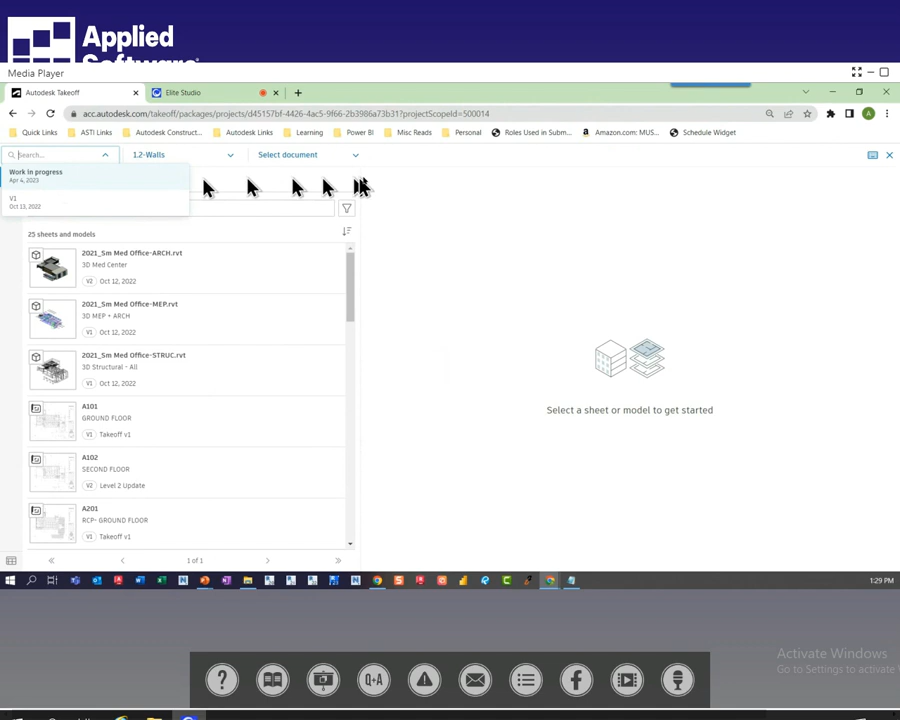 Applied
Software
Media Player
Autodesk Takeoff
Elite Studio
acc.autodesk.com/takeoff/packages/projects/d45157bf-4426-4ac5-9f66-2b3986a73b31?projectScopeId=500014
A
Quick Links
ASTI Links
Autodesk Construct...
Autodesk Links
Learning
Power BI
Misc Reads
Personal
Roles Used in Subm...
Amazon.com: MUS...
Schedule Widget
Search...
1.2-Walls
Select document
Work in progress
Apr 4, 2023
V1
Oct 13, 2022
25 sheets and models
2021_Sm Med Office-ARCH.rvt
3D Med Center
V2 Oct 12, 2022
2021_Sm Med Office-MEP.rvt
3D MEP + ARCH
V1 Oct 12, 2022
2021_Sm Med Office-STRUC.rvt
3D Structural - All
V1 Oct 12, 2022
A101
GROUND FLOOR
V1 Takeoff v1
A102
SECOND FLOOR
V2 Level 2 Update
A201
RCP- GROUND FLOOR
V1 Takeoff v1
Select a sheet or model to get started
1 of 1
1:29 PM
Activate Windows
Go to Settings to activate
Q+A